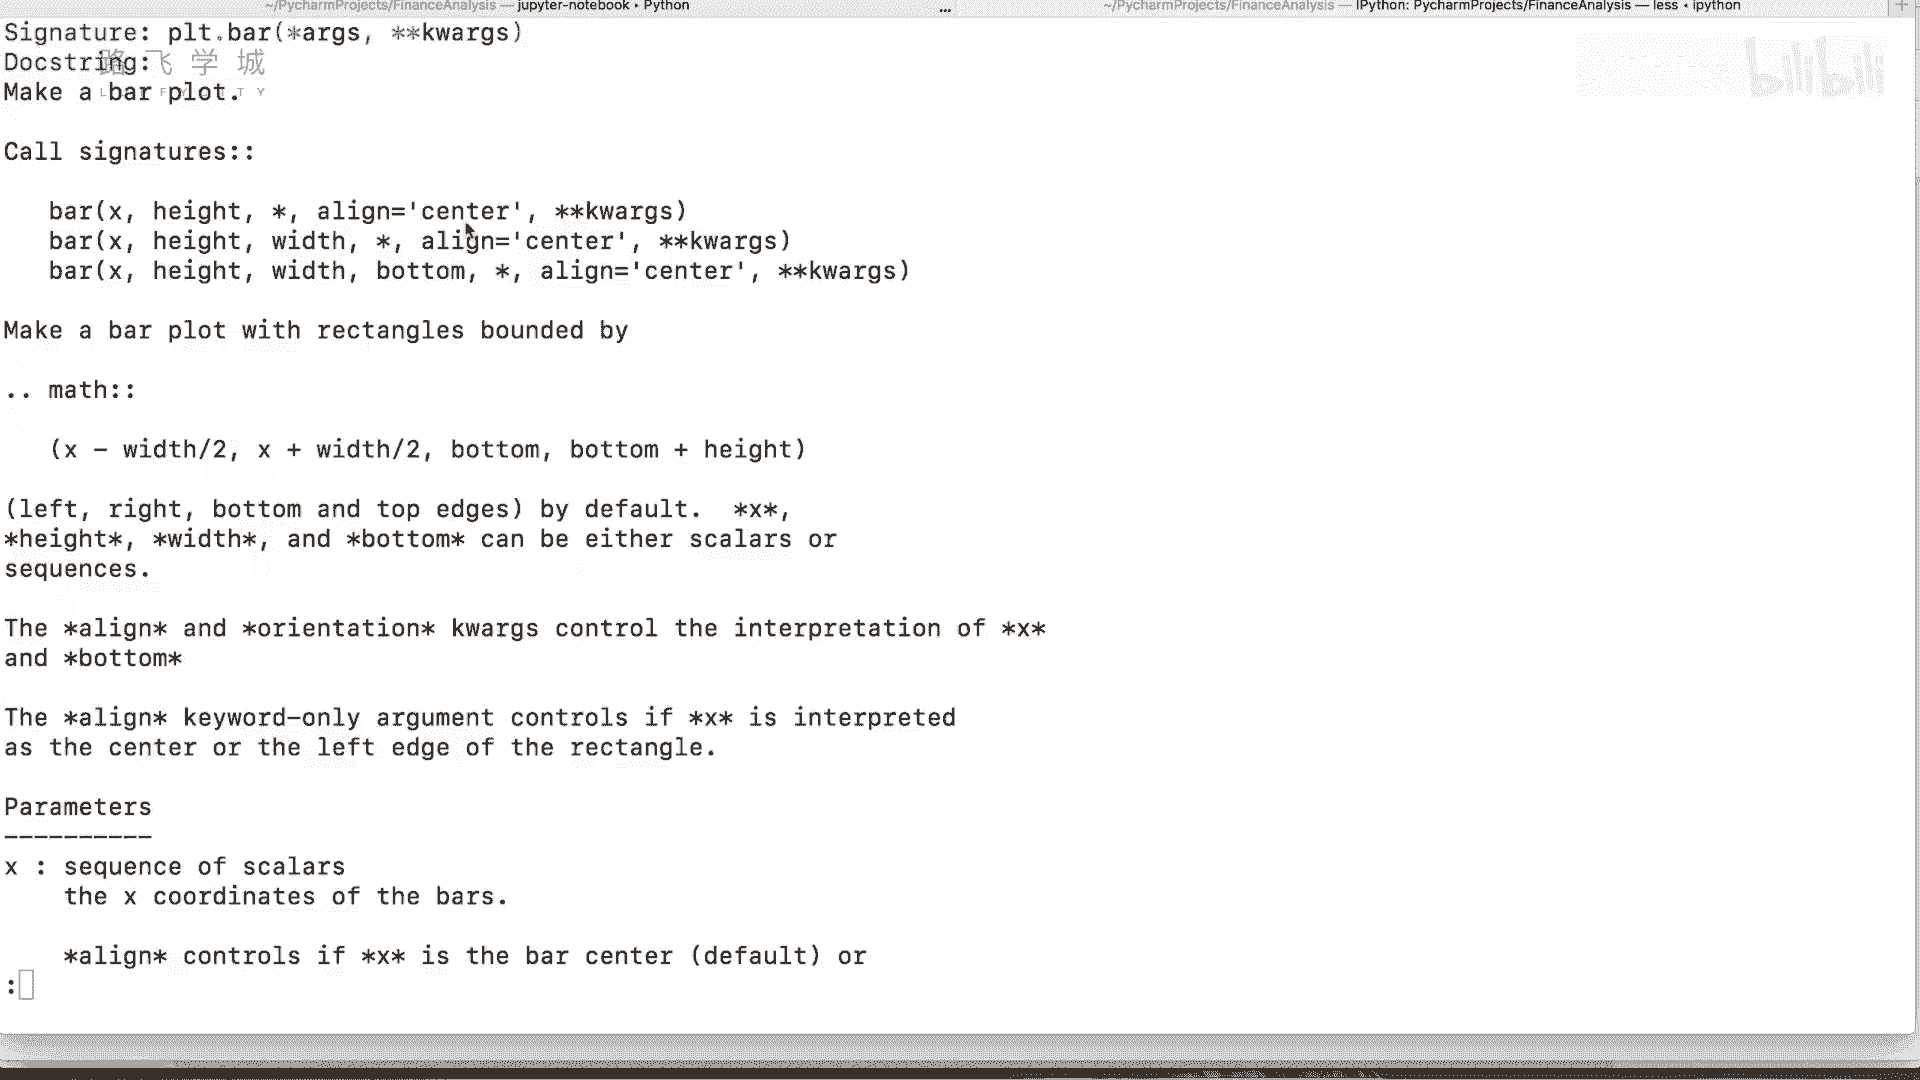 ~/PycharmProjects/FinanceAnalysis — jupyter-notebook • Python
... ~/PycharmProjects/FinanceAnalysis — IPython: PycharmProjects/FinanceAnalysis — less • ipython
Signature: plt.bar(*args, **kwargs)
路飞学城
Docstring:
Make a bar plot.
bilibili
Call signatures::
bar(x, height, *, align='center', **kwargs)
bar(x, height, width, *, align='center', **kwargs)
bar(x, height, width, bottom, *, align='center', **kwargs)
Make a bar plot with rectangles bounded by
.. math::
(x - width/2, x + width/2, bottom, bottom + height)
(left, right, bottom and top edges) by default.  *x*,
*height*, *width*, and *bottom* can be either scalars or
sequences.
The *align* and *orientation* kwargs control the interpretation of *x*
and *bottom*
The *align* keyword-only argument controls if *x* is interpreted
as the center or the left edge of the rectangle.
Parameters
----------
x : sequence of scalars
the x coordinates of the bars.
*align* controls if *x* is the bar center (default) or
: